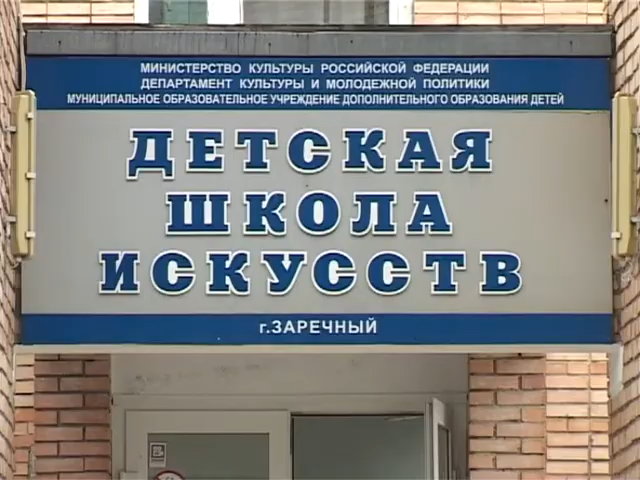 МИНИСТЕРСТВО КУЛЬТУРЫ РОССИЙСКОЙ ФЕДЕРАЦИИ
ДЕПАРТАМЕНТ КУЛЬТУРЫ И МОЛОДЕЖНОЙ ПОЛИТИКИ
МУНИЦИПАЛЬНОЕ ОБРАЗОВАТЕЛЬНОЕ УЧРЕЖДЕНИЕ ДОПОЛНИТЕЛЬНОГО ОБРАЗОВАНИЯ ДЕТЕЙ
ДЕТСКАЯ
ШКОЛА
ИСКУССТВ
г.ЗАРЕЧНЫЙ